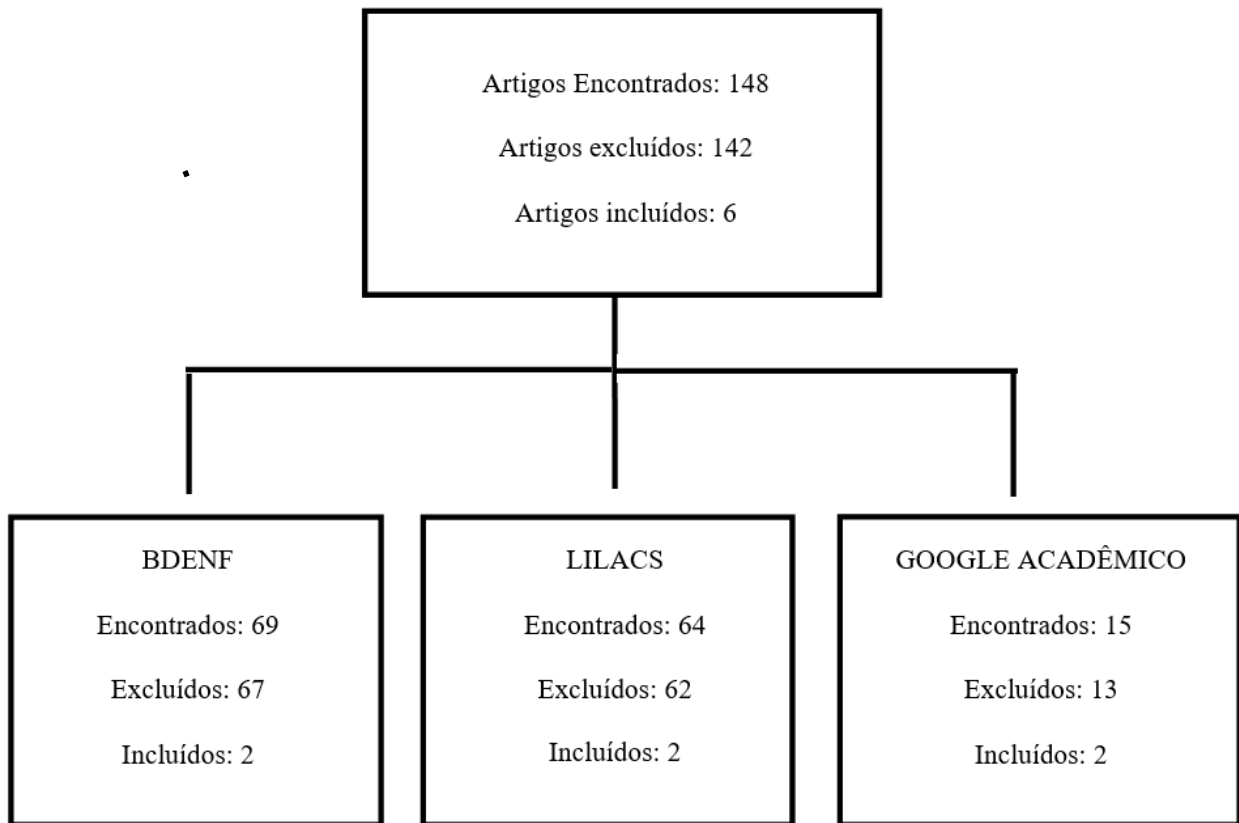 Artigos Encontrados: 148
Artigos excluídos: 142
Artigos incluídos: 6
BDENF
Encontrados: 69
Excluídos: 67
Incluídos: 2
LILACS
Encontrados: 64
Excluídos: 62
Incluídos: 2
GOOGLE ACADÊMICO
Encontrados: 15
Excluídos: 13
Incluídos: 2